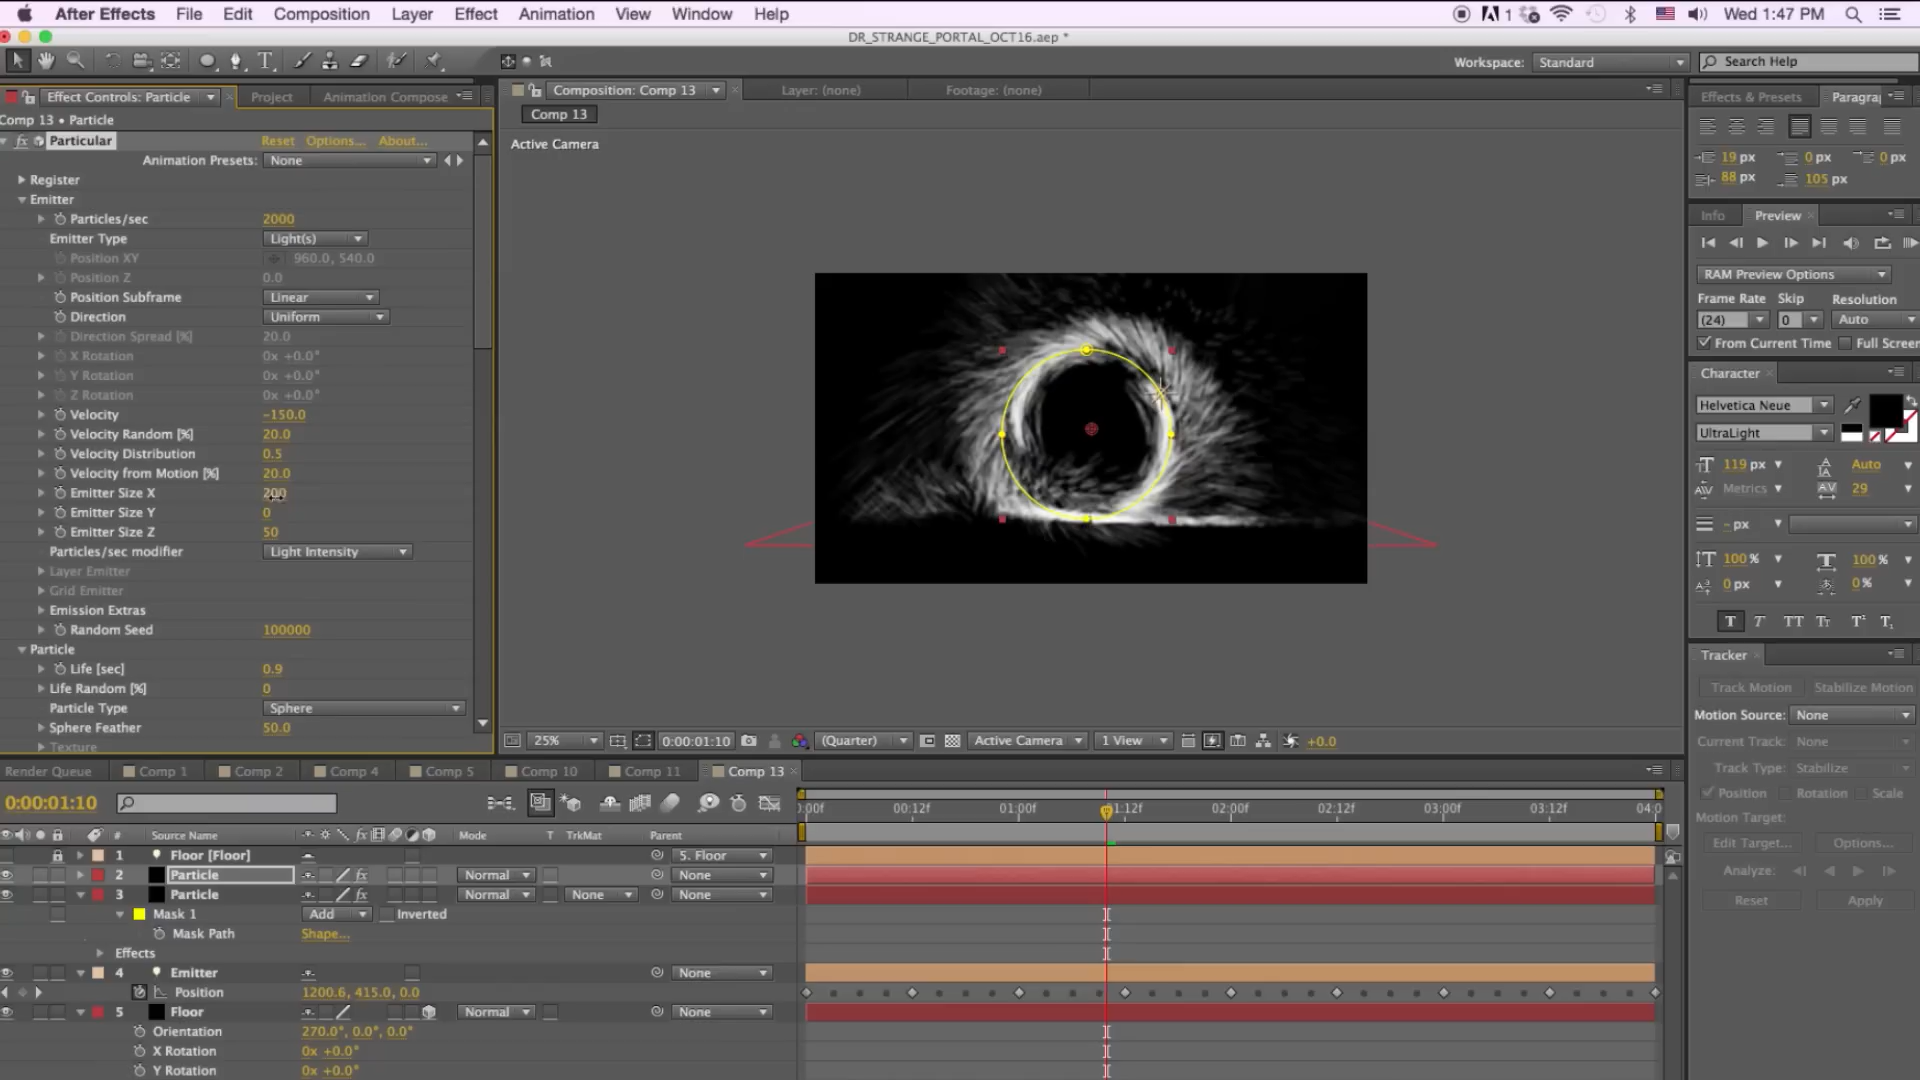 After Effects File Edit Composition Layer Effect Animation View Window Help 1 Wed 1:47 PM
DR_STRANGE_PORTAL_OCT16.aep *
Workspace: Standard Search Help
Effect Controls: Particle Project Animation Compose Composition: Comp 13 Layer: (none) Footage: (none) Effects & Presets Paragra
Comp 13 • Particle Comp 13
fx Particular Reset Options... About... Active Camera
Animation Presets: None
Register
Emitter
Particles/sec 2000
Emitter Type Light(s)
Position XY 960.0, 540.0
Position Z 0.0
Position Subframe Linear
Direction Uniform
Direction Spread [%] 20.0
X Rotation 0x +0.0°
Y Rotation 0x +0.0°
Z Rotation 0x +0.0°
Velocity -150.0
Velocity Random [%] 20.0
Velocity Distribution 0.5
Velocity from Motion [%] 20.0
Emitter Size X 200
Emitter Size Y 0
Emitter Size Z 50
Particles/sec modifier Light Intensity
Layer Emitter
Grid Emitter
Emission Extras
Random Seed 100000
Particle
Life [sec] 0.9
Life Random [%] 0
Particle Type Sphere
Sphere Feather 50.0
Texture
19 px 0 px 0 px
88 px 105 px
Info Preview
RAM Preview Options
Frame Rate Skip Resolution
(24) 0 Auto
From Current Time Full Screen
Character
Helvetica Neue
UltraLight
119 px Auto
Metrics 29
- px
100% 100%
0 px 0%
T T TT Tt T¹ T₁
Tracker
Track Motion Stabilize Motion
Motion Source: None
Current Track: None
Track Type: Stabilize
Position Rotation Scale
Motion Target:
Edit Target... Options...
Analyze:
Reset Apply
25% 0:00:01:10 (Quarter) Active Camera 1 View +0.0
Render Queue Comp 1 Comp 2 Comp 4 Comp 5 Comp 10 Comp 11 Comp 13
0:00:01:10 :00f 00:12f 01:00f 01:12f 02:00f 02:12f 03:00f 03:12f 04:0
# Source Name fx Mode T TrkMat Parent
1 Floor [Floor] 5. Floor
2 Particle fx Normal None
3 Particle fx Normal None None
Mask 1 Add Inverted
Mask Path Shape...
Effects
4 Emitter None
Position 1200.6, 415.0, 0.0
5 Floor Normal None
Orientation 270.0°, 0.0°, 0.0°
X Rotation 0x +0.0°
Y Rotation 0x +0.0°